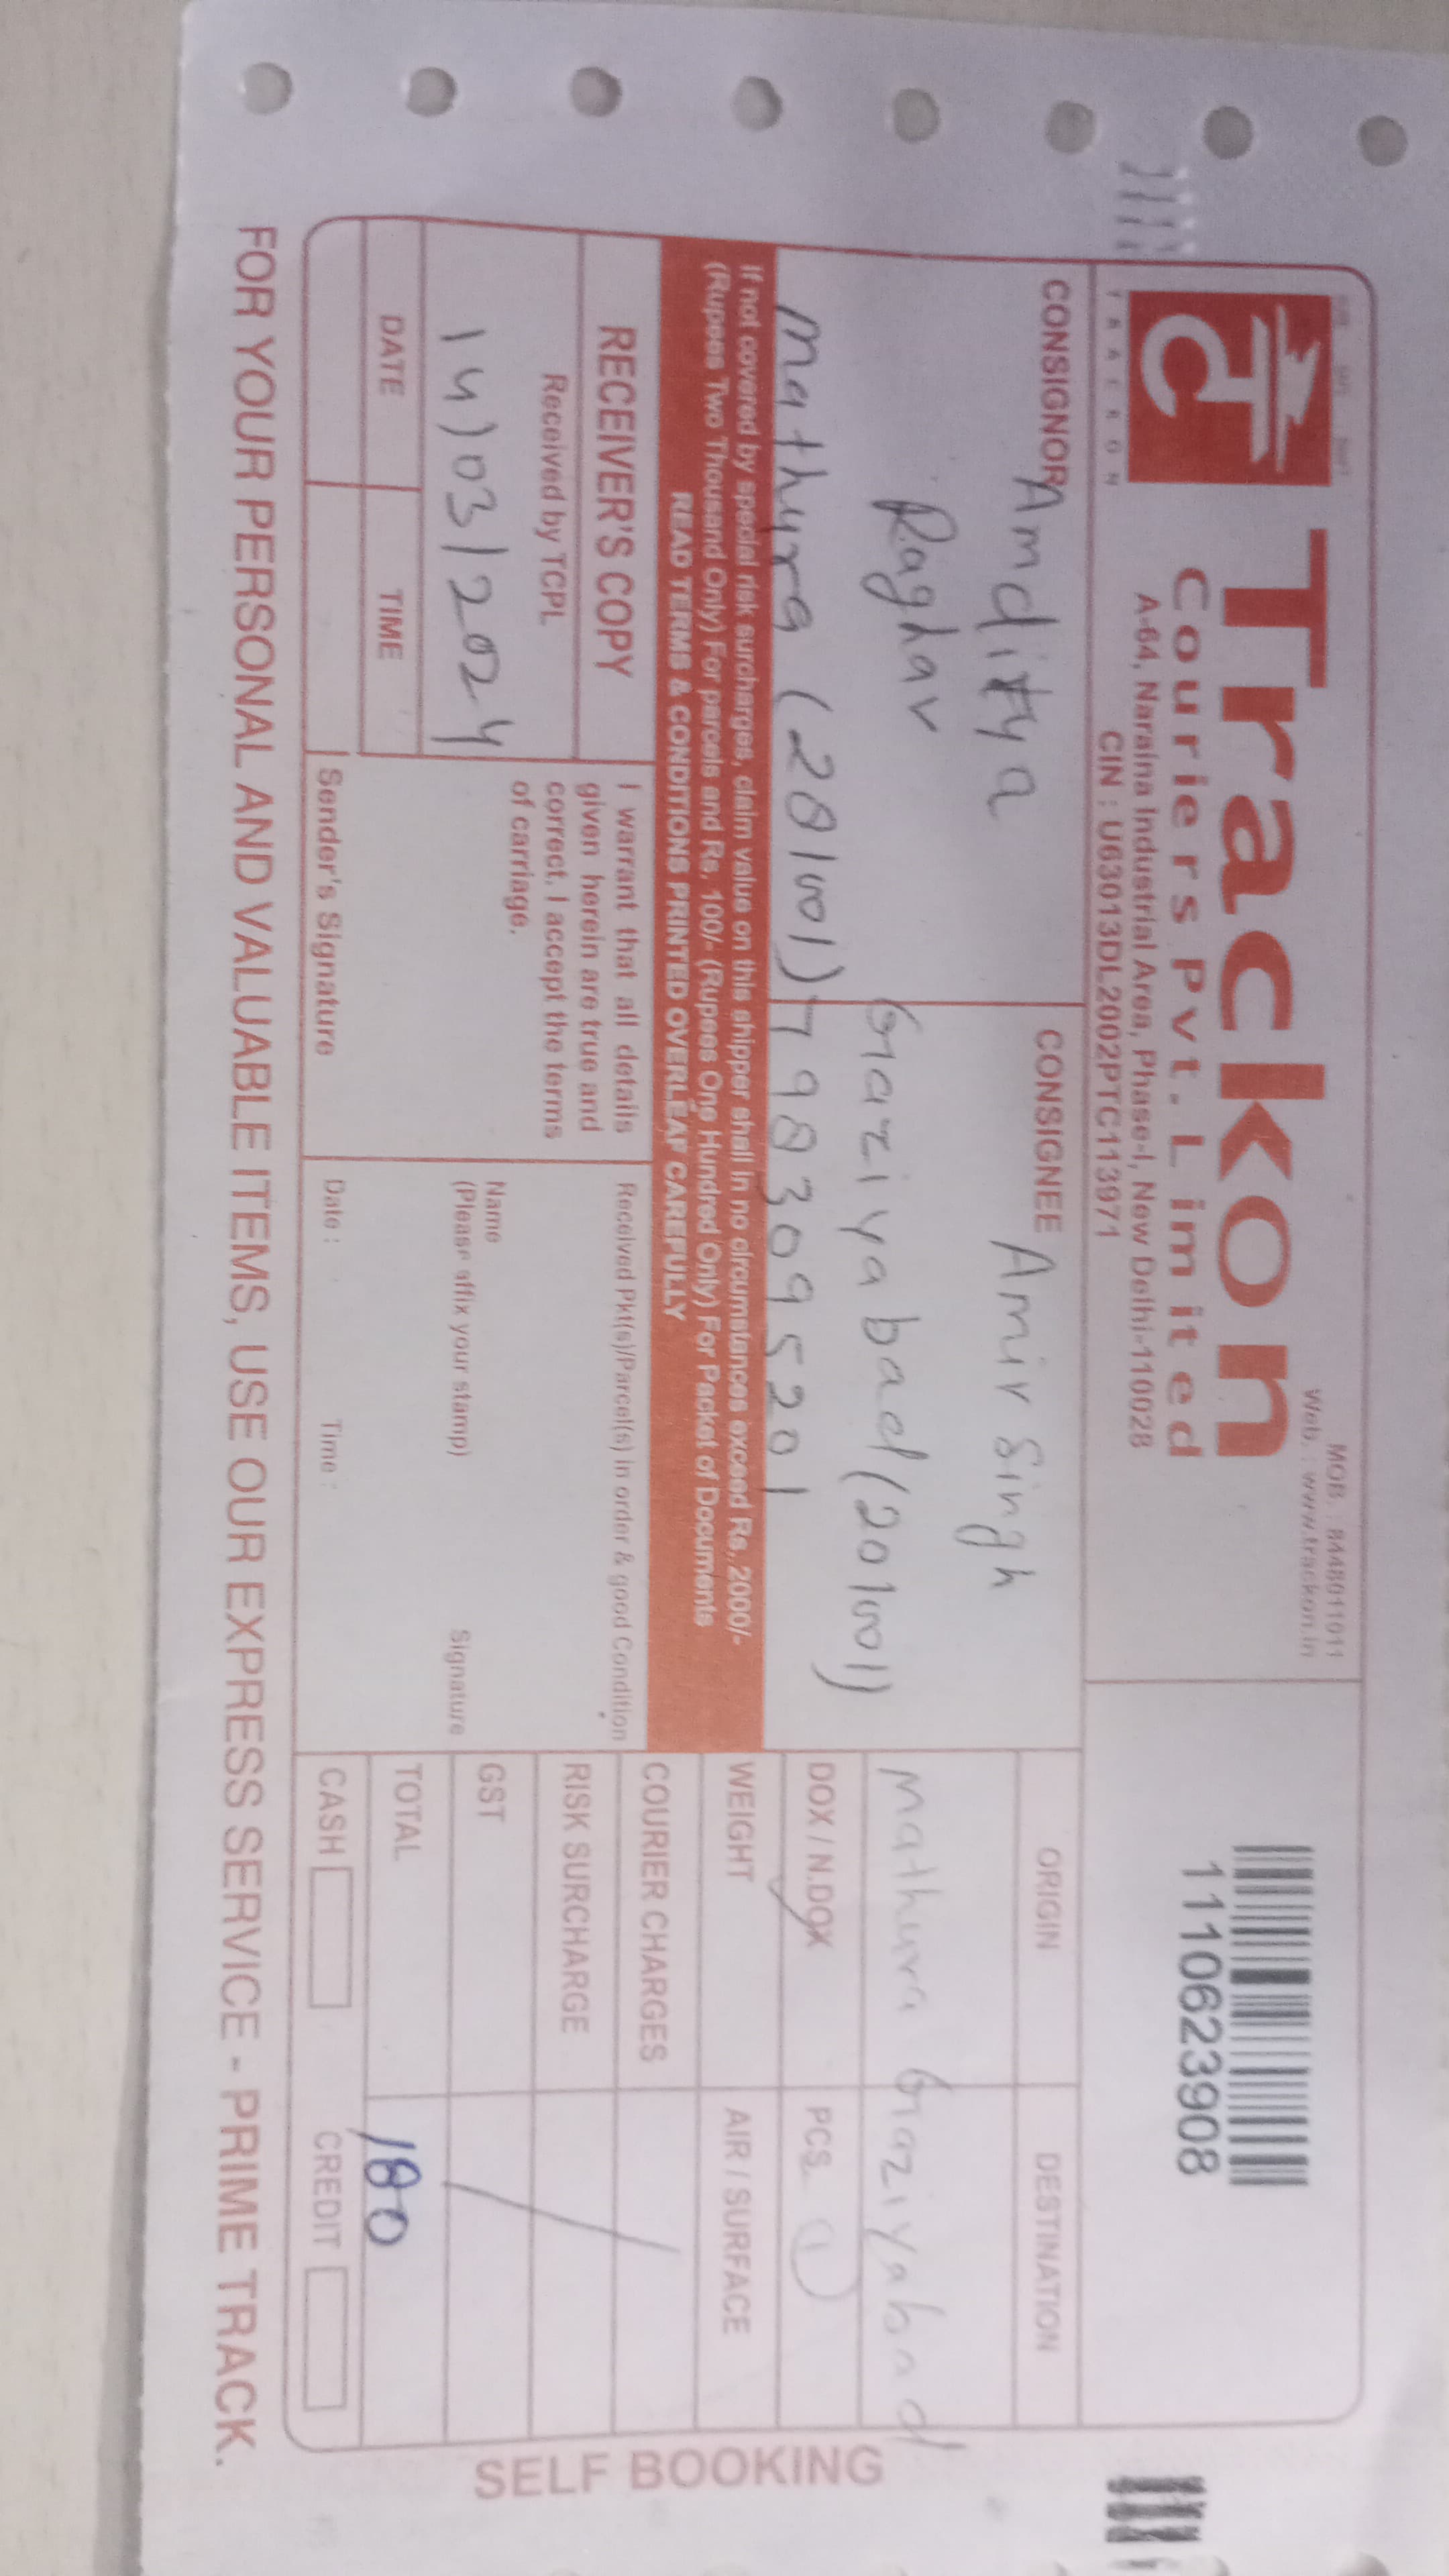 MOB. : 8448011011
Web. : www.trackon.in
Trackon
Couriers Pvt. Limited
A-64, Naraina Industrial Area, Phase-I, New Delhi-110028
CIN : U63013DL2002PTC113971
TRACKON
1110623908
CONSIGNOR
Amditya
Raghav
mathura (281001)
CONSIGNEE
Amir Singh
Gaziyabad (201001)
7983095201
ORIGIN
DESTINATION
Mathura
Gaziyabad
DOX / N.DOX
PCS. 1
WEIGHT
AIR / SURFACE
COURIER CHARGES
RISK SURCHARGE
GST
TOTAL
180
CASH
CREDIT
If not covered by special risk surcharges, claim value on this shipper shall in no circumstances exceed Rs. 2000/-
(Rupees Two Thousand Only) For parcels and Rs. 100/- (Rupees One Hundred Only) For Packet of Documents
READ TERMS & CONDITIONS PRINTED OVERLEAF CAREFULLY
RECEIVER'S COPY
Received by TCPL
14/03/2024
DATE
TIME
I warrant that all details
given herein are true and
correct. I accept the terms
of carriage.
Sender's Signature
Received Pkt(s)/Parcel(s) in order & good Condition
Name
(Please affix your stamp)
Signature
Date :
Time :
SELF BOOKING
FOR YOUR PERSONAL AND VALUABLE ITEMS, USE OUR EXPRESS SERVICE - PRIME TRACK.